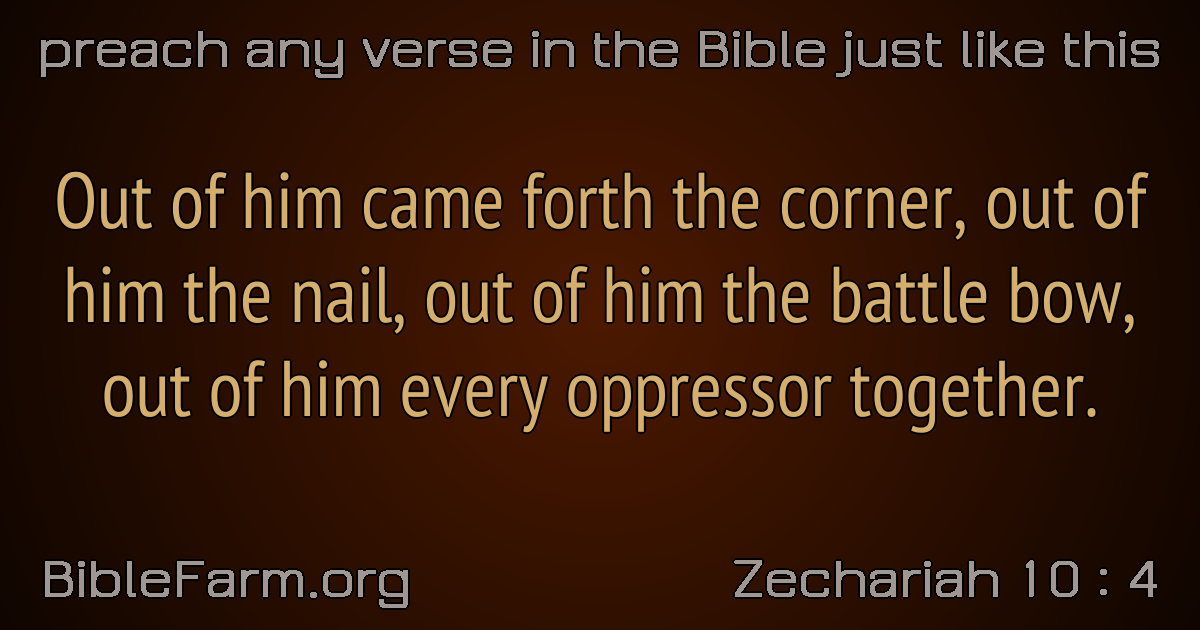 preach any verse in the Bible just like this
Out of him came forth the corner, out of
him the nail, out of him the battle bow,
out of him every oppressor together.
BibleFarm.org
Zechariah 10 : 4